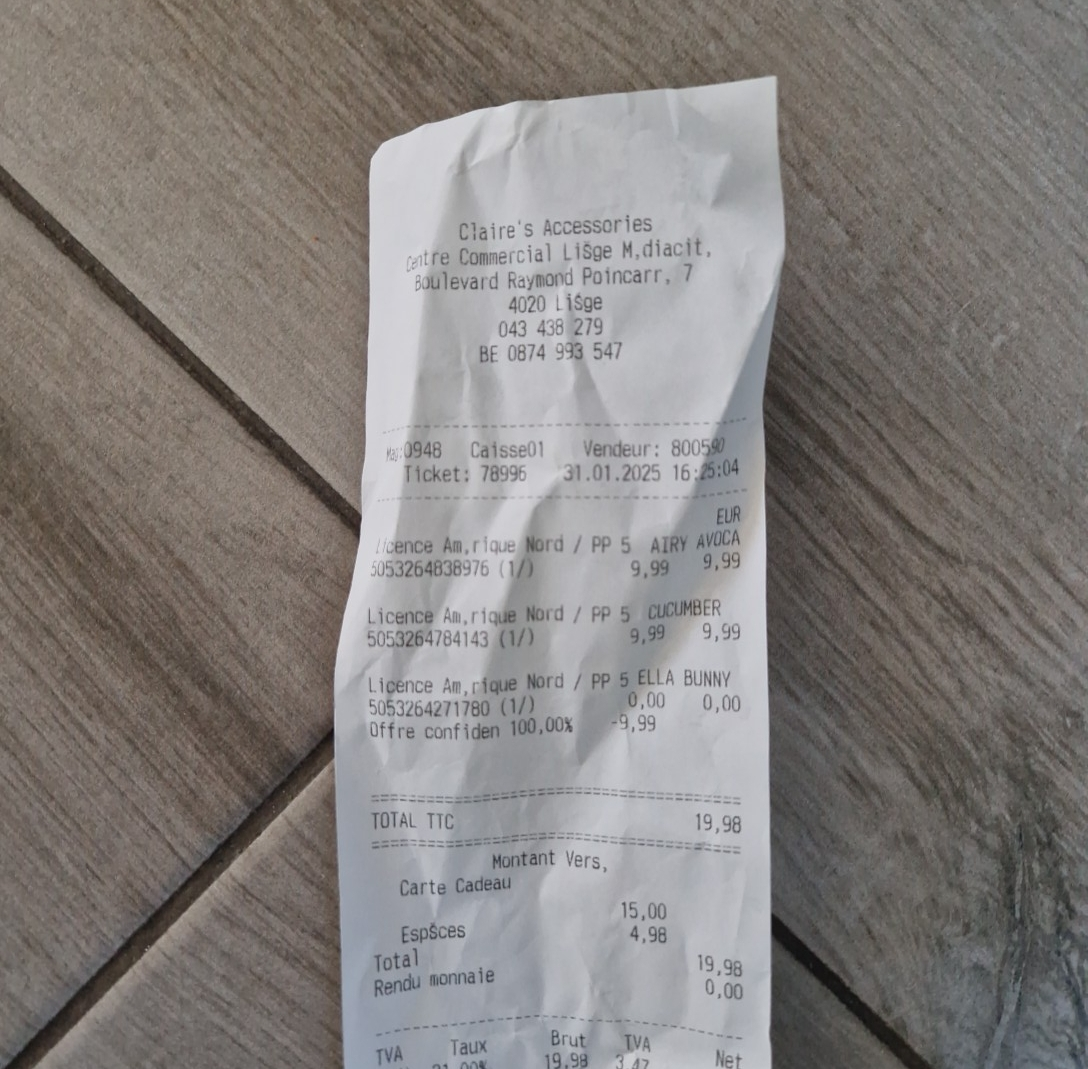 Claire's Accessories
Centre Commercial LiŠge M‚diacit‚
Boulevard Raymond Poincarr‚ 7
4020 LiŠge
043 438 279
BE 0874 993 547
Mag:0948 Caisse01 Vendeur: 800590
Ticket: 78996 31.01.2025 16:25:04
EUR
Licence Am‚rique Nord / PP 5 AIRY AVOCA
5053264838976 (1/) 9,99 9,99
Licence Am‚rique Nord / PP 5 CUCUMBER
5053264784143 (1/) 9,99 9,99
Licence Am‚rique Nord / PP 5 ELLA BUNNY
5053264271780 (1/) 0,00 0,00
Offre confiden 100,00% -9,99
TOTAL TTC 19,98
Montant Vers‚
Carte Cadeau
15,00
EspŠces 4,98
Total 19,98
Rendu monnaie 0,00
TVA Taux Brut TVA Net
19,98 3,47